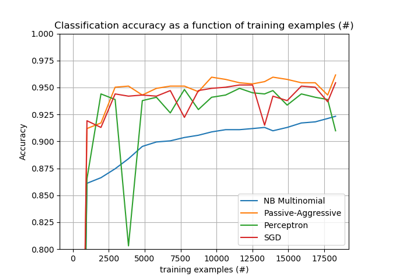 Classification accuracy as a function of training examples (#)
1.000
0.975
0.950
0.925
0.900
0.875
0.850
0.825
0.800
Accuracy
NB Multinomial
Passive-Aggressive
Perceptron
SGD
0 2500 5000 7500 10000 12500 15000 17500
training examples (#)